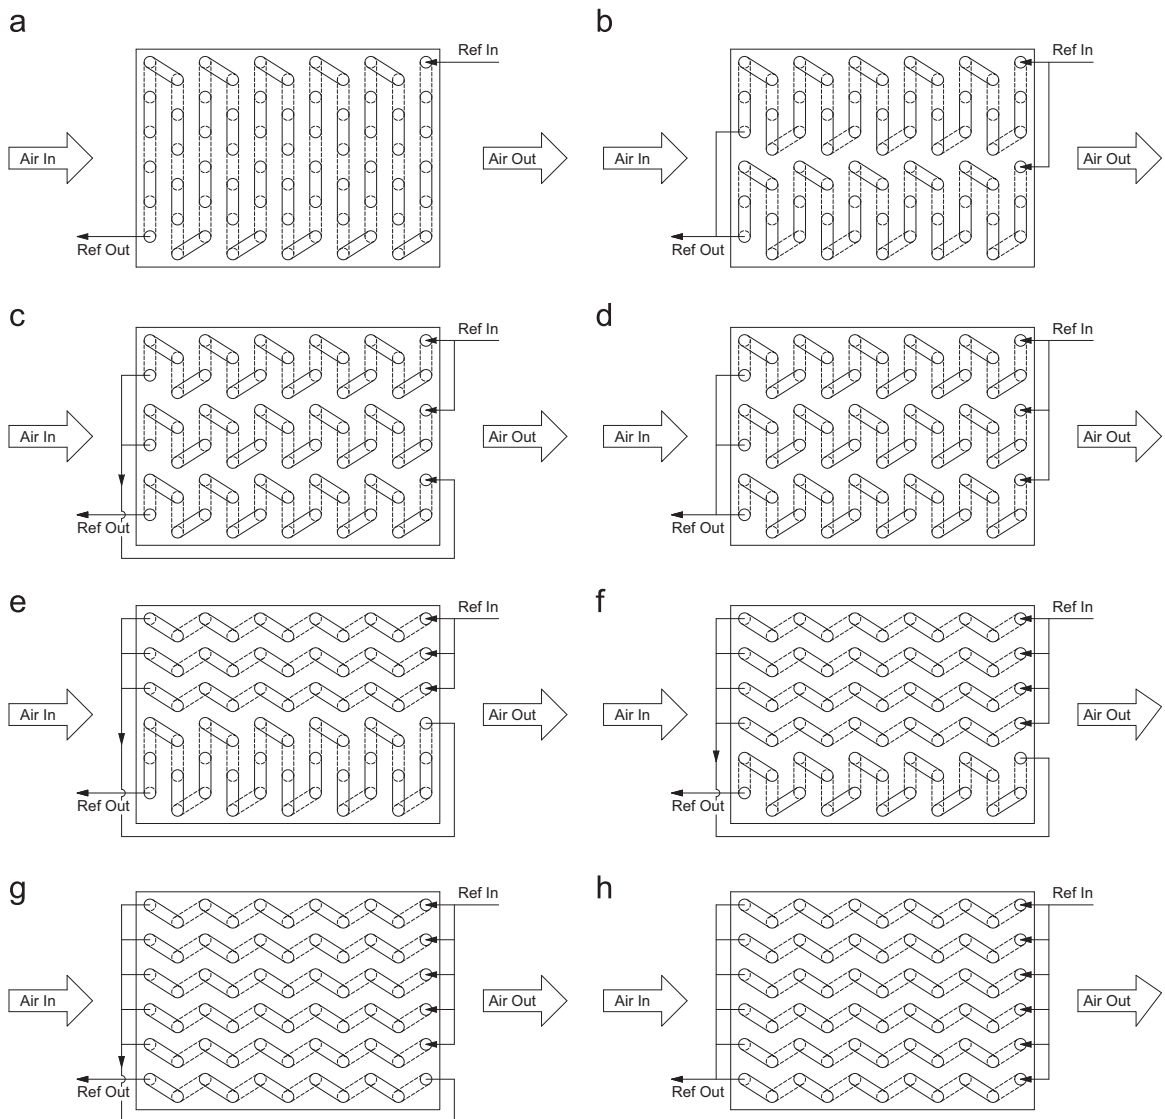 a
b
Ref In
Ref In
Air In
Air Out
Air In
Air Out
Ref Out
Ref Out
c
d
Ref In
Ref In
Air In
Air Out
Air In
Air Out
Ref Out
Ref Out
e
f
Ref In
Ref In
Air In
Air Out
Air In
Air Out
Ref Out
Ref Out
g
h
Ref In
Ref In
Air In
Air Out
Air In
Air Out
Ref Out
Ref Out